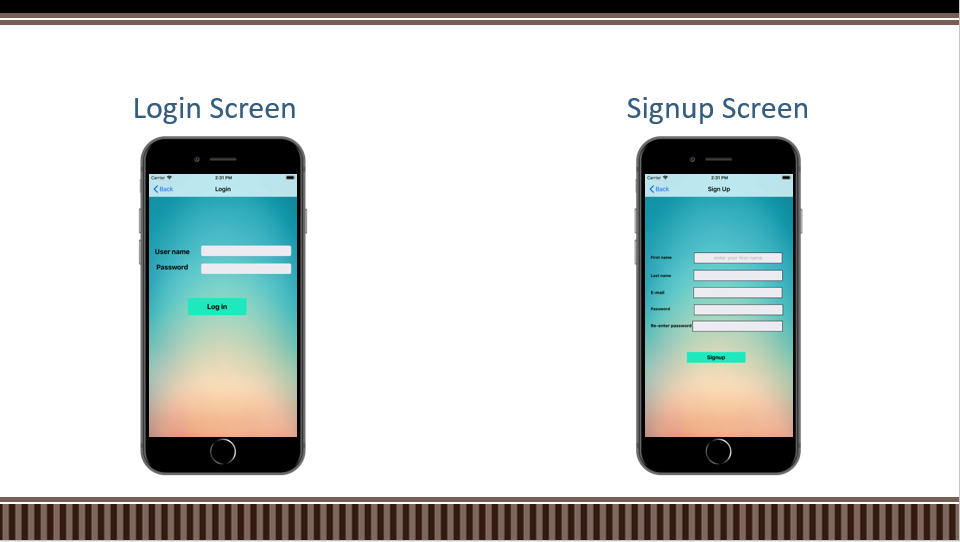 Login Screen
Signup Screen
Carrier 2:31 PM
Back Login
User name
Password
Log in
Carrier 2:31 PM
Back Sign Up
First name enter your first name
Last name
E-mail
Password
Re-enter password
Signup